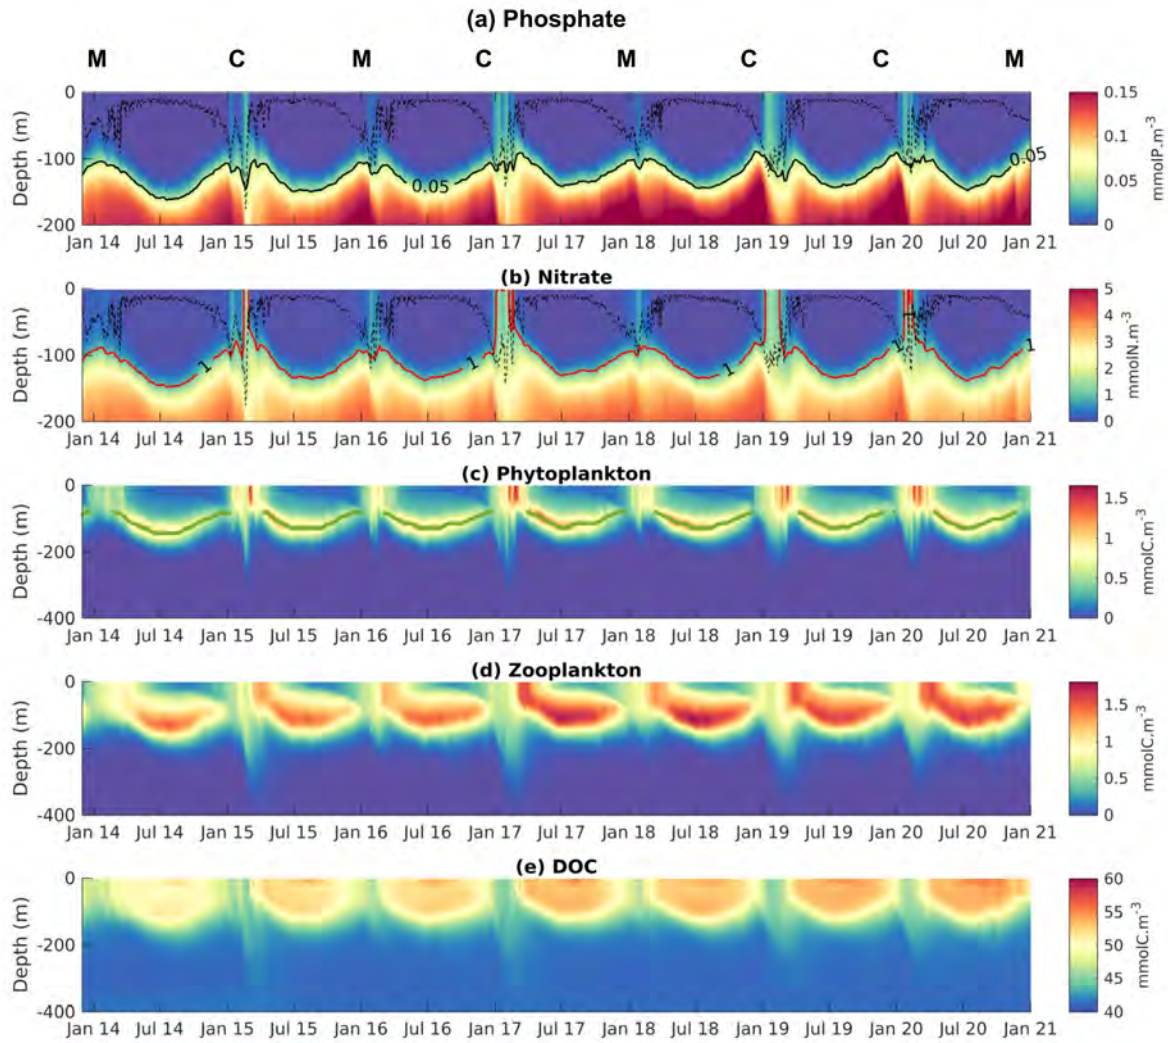 (a) Phosphate
M C M C M C C M
0
-100
-200
Depth (m)
0.05
0.05
0.15
0.1
0.05
0
mmolP.m-3
Jan 14 Jul 14 Jan 15 Jul 15 Jan 16 Jul 16 Jan 17 Jul 17 Jan 18 Jul 18 Jan 19 Jul 19 Jan 20 Jul 20 Jan 21
(b) Nitrate
0
-100
-200
Depth (m)
1
1
1
1
1
1
5
4
3
2
1
0
mmolN.m-3
Jan 14 Jul 14 Jan 15 Jul 15 Jan 16 Jul 16 Jan 17 Jul 17 Jan 18 Jul 18 Jan 19 Jul 19 Jan 20 Jul 20 Jan 21
(c) Phytoplankton
0
-200
-400
Depth (m)
1.5
1
0.5
0
mmolC.m-3
Jan 14 Jul 14 Jan 15 Jul 15 Jan 16 Jul 16 Jan 17 Jul 17 Jan 18 Jul 18 Jan 19 Jul 19 Jan 20 Jul 20 Jan 21
(d) Zooplankton
0
-200
-400
Depth (m)
1.5
1
0.5
0
mmolC.m-3
Jan 14 Jul 14 Jan 15 Jul 15 Jan 16 Jul 16 Jan 17 Jul 17 Jan 18 Jul 18 Jan 19 Jul 19 Jan 20 Jul 20 Jan 21
(e) DOC
0
-200
-400
Depth (m)
60
55
50
45
40
mmolC.m-3
Jan 14 Jul 14 Jan 15 Jul 15 Jan 16 Jul 16 Jan 17 Jul 17 Jan 18 Jul 18 Jan 19 Jul 19 Jan 20 Jul 20 Jan 21